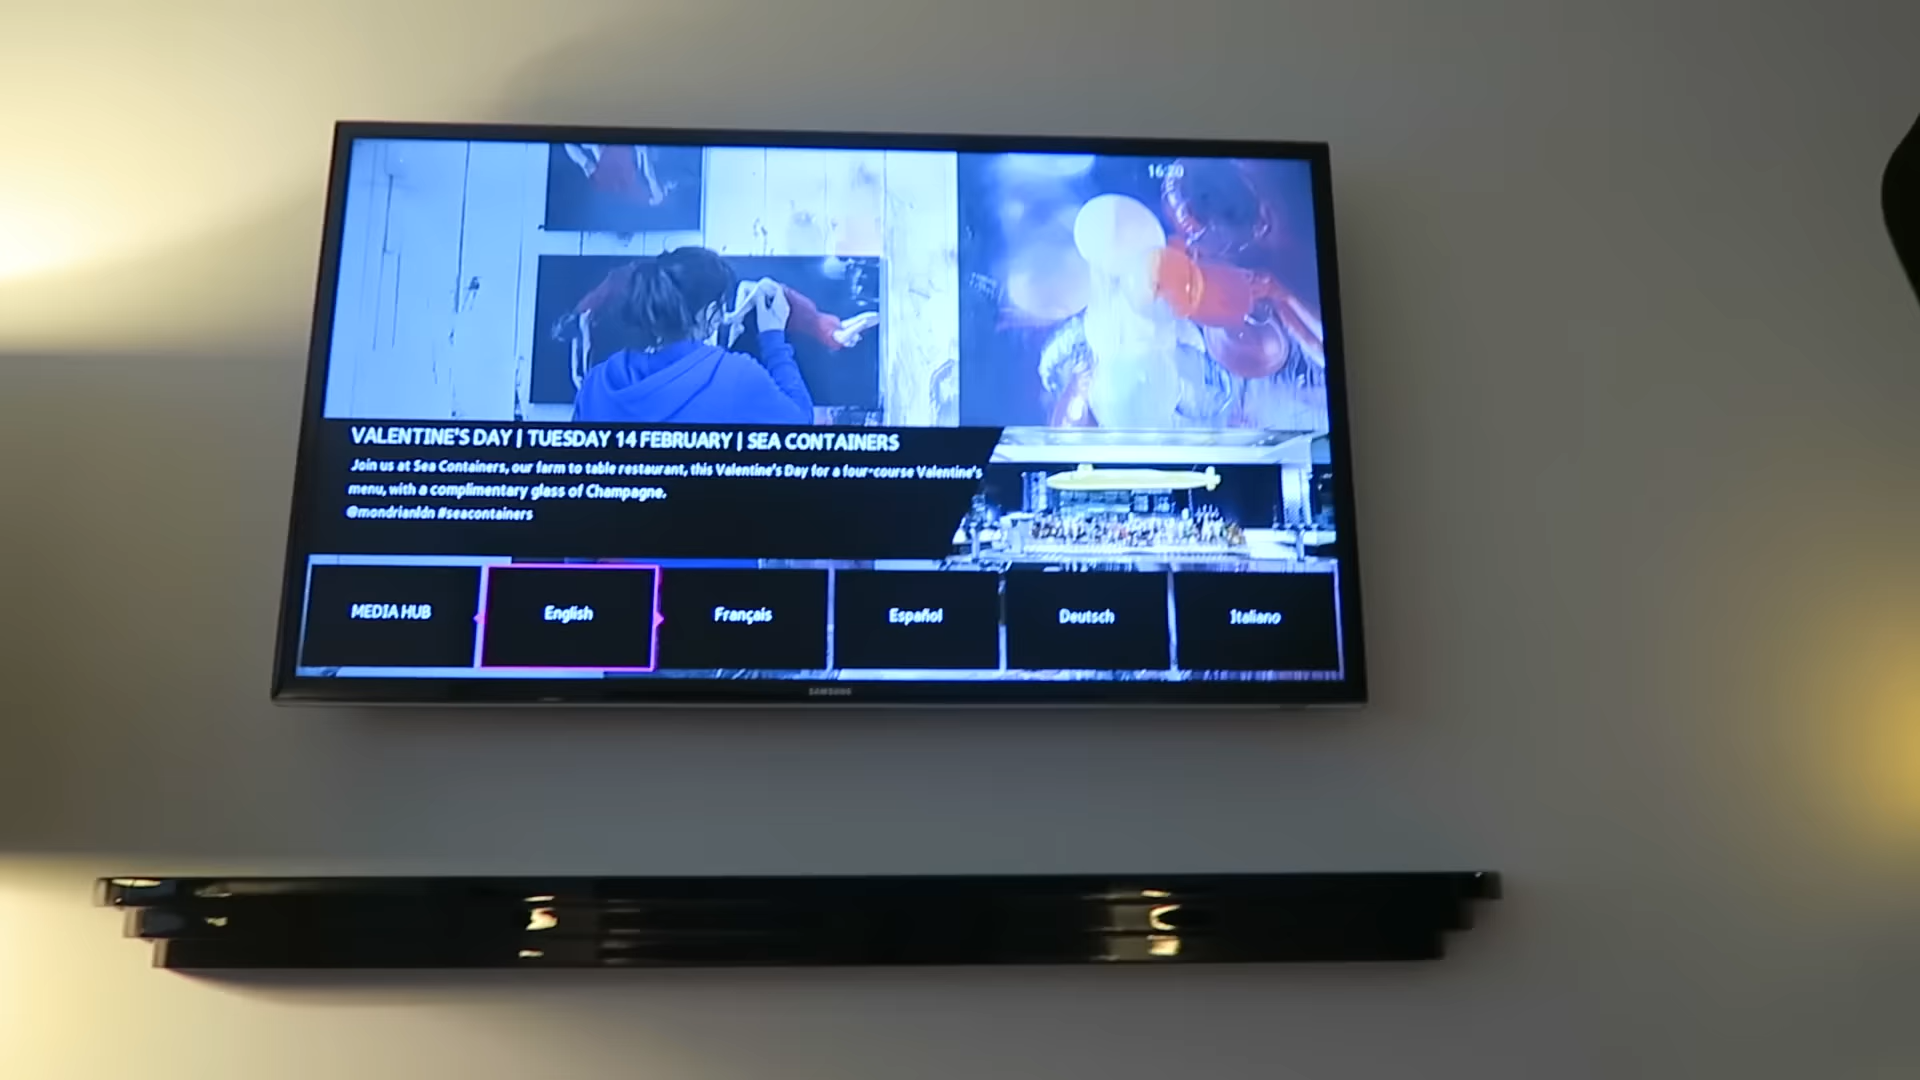 16:20
VALENTINE'S DAY | TUESDAY 14 FEBRUARY | SEA CONTAINERS
Join us at Sea Containers, our farm to table restaurant, this Valentine's Day for a four-course Valentine's
menu, with a complimentary glass of Champagne.
@mondrianldn #seacontainers
MEDIA HUB English Français Español Deutsch Italiano
SAMSUNG